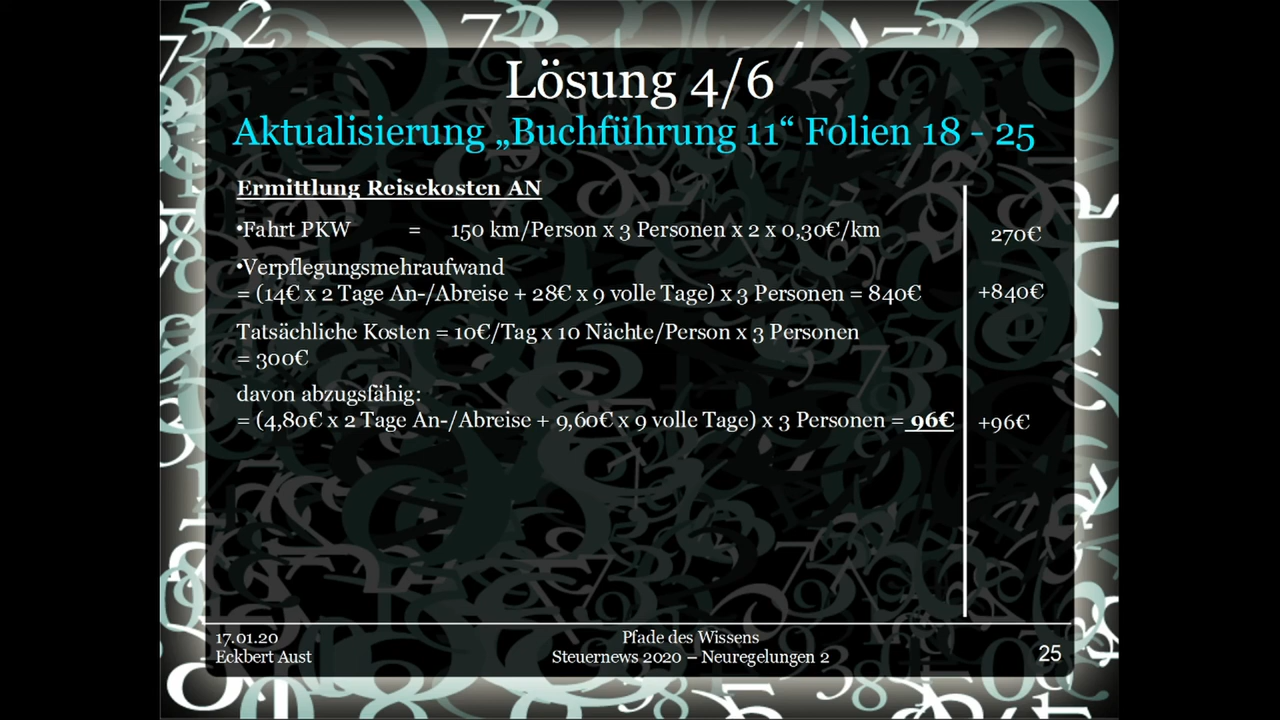 Lösung 4/6
Aktualisierung „Buchführung 11“ Folien 18 - 25
Ermittlung Reisekosten AN
•Fahrt PKW = 150 km/Person x 3 Personen x 2 x 0,30€/km 270€
•Verpflegungsmehraufwand
= (14€ x 2 Tage An-/Abreise + 28€ x 9 volle Tage) x 3 Personen = 840€ +840€
Tatsächliche Kosten = 10€/Tag x 10 Nächte/Person x 3 Personen
= 300€
davon abzugsfähig:
= (4,80€ x 2 Tage An-/Abreise + 9,60€ x 9 volle Tage) x 3 Personen = 96€ +96€
17.01.20
Eckbert Aust
Pfade des Wissens
Steuernews 2020 – Neuregelungen 2
25